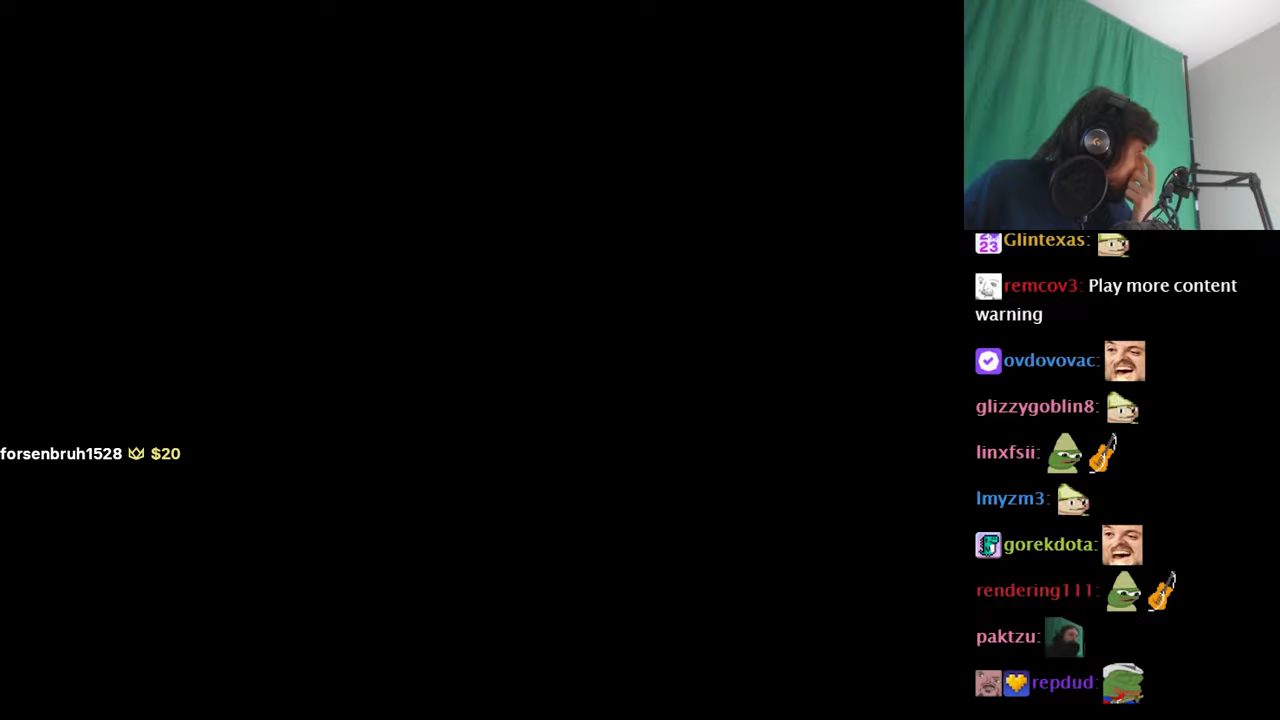 forsenbruh1528 $20
Glintexas:
remcov3: Play more content
warning
ovdovovac:
glizzygoblin8:
linxfsii:
lmyzm3:
gorekdota:
rendering111:
paktzu:
repdud: